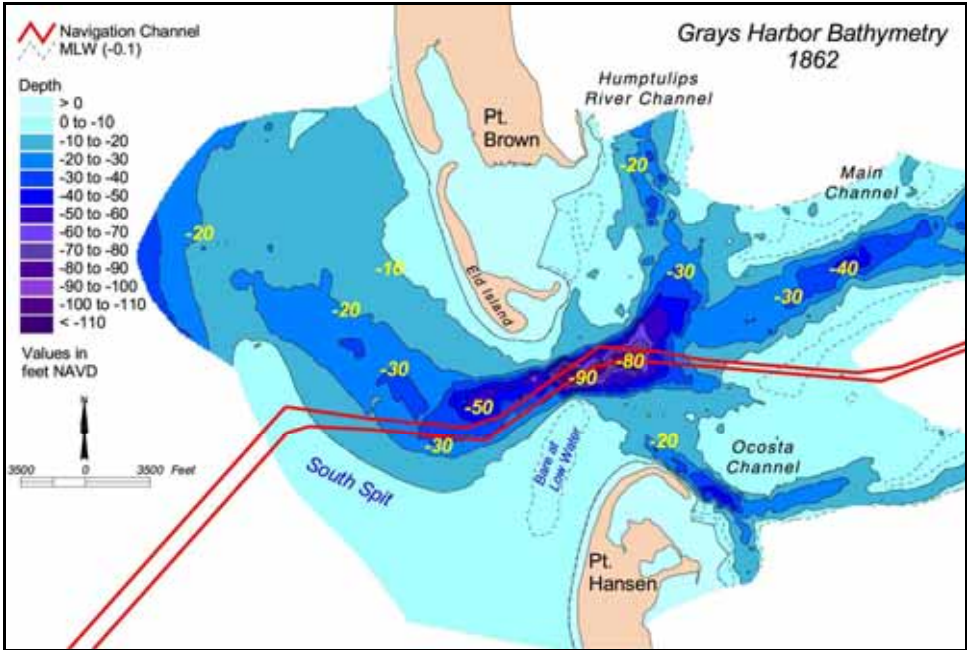 Navigation Channel
MLW (-0.1)
Depth
> 0
0 to -10
-10 to -20
-20 to -30
-30 to -40
-40 to -50
-50 to -60
-60 to -70
-70 to -80
-80 to -90
-90 to -100
-100 to -110
< -110
Values in
feet NAVD
N
3500 0 3500 Feet
Grays Harbor Bathymetry
1862
Humptulips
River Channel
Pt.
Brown
Main
Channel
Eld Island
-20
-20
-10
-20
-30
-30
-40
-30
-50
-30
-90
-80
-20
South Spit
Bare at
Low Water
Ocosta
Channel
Pt.
Hansen